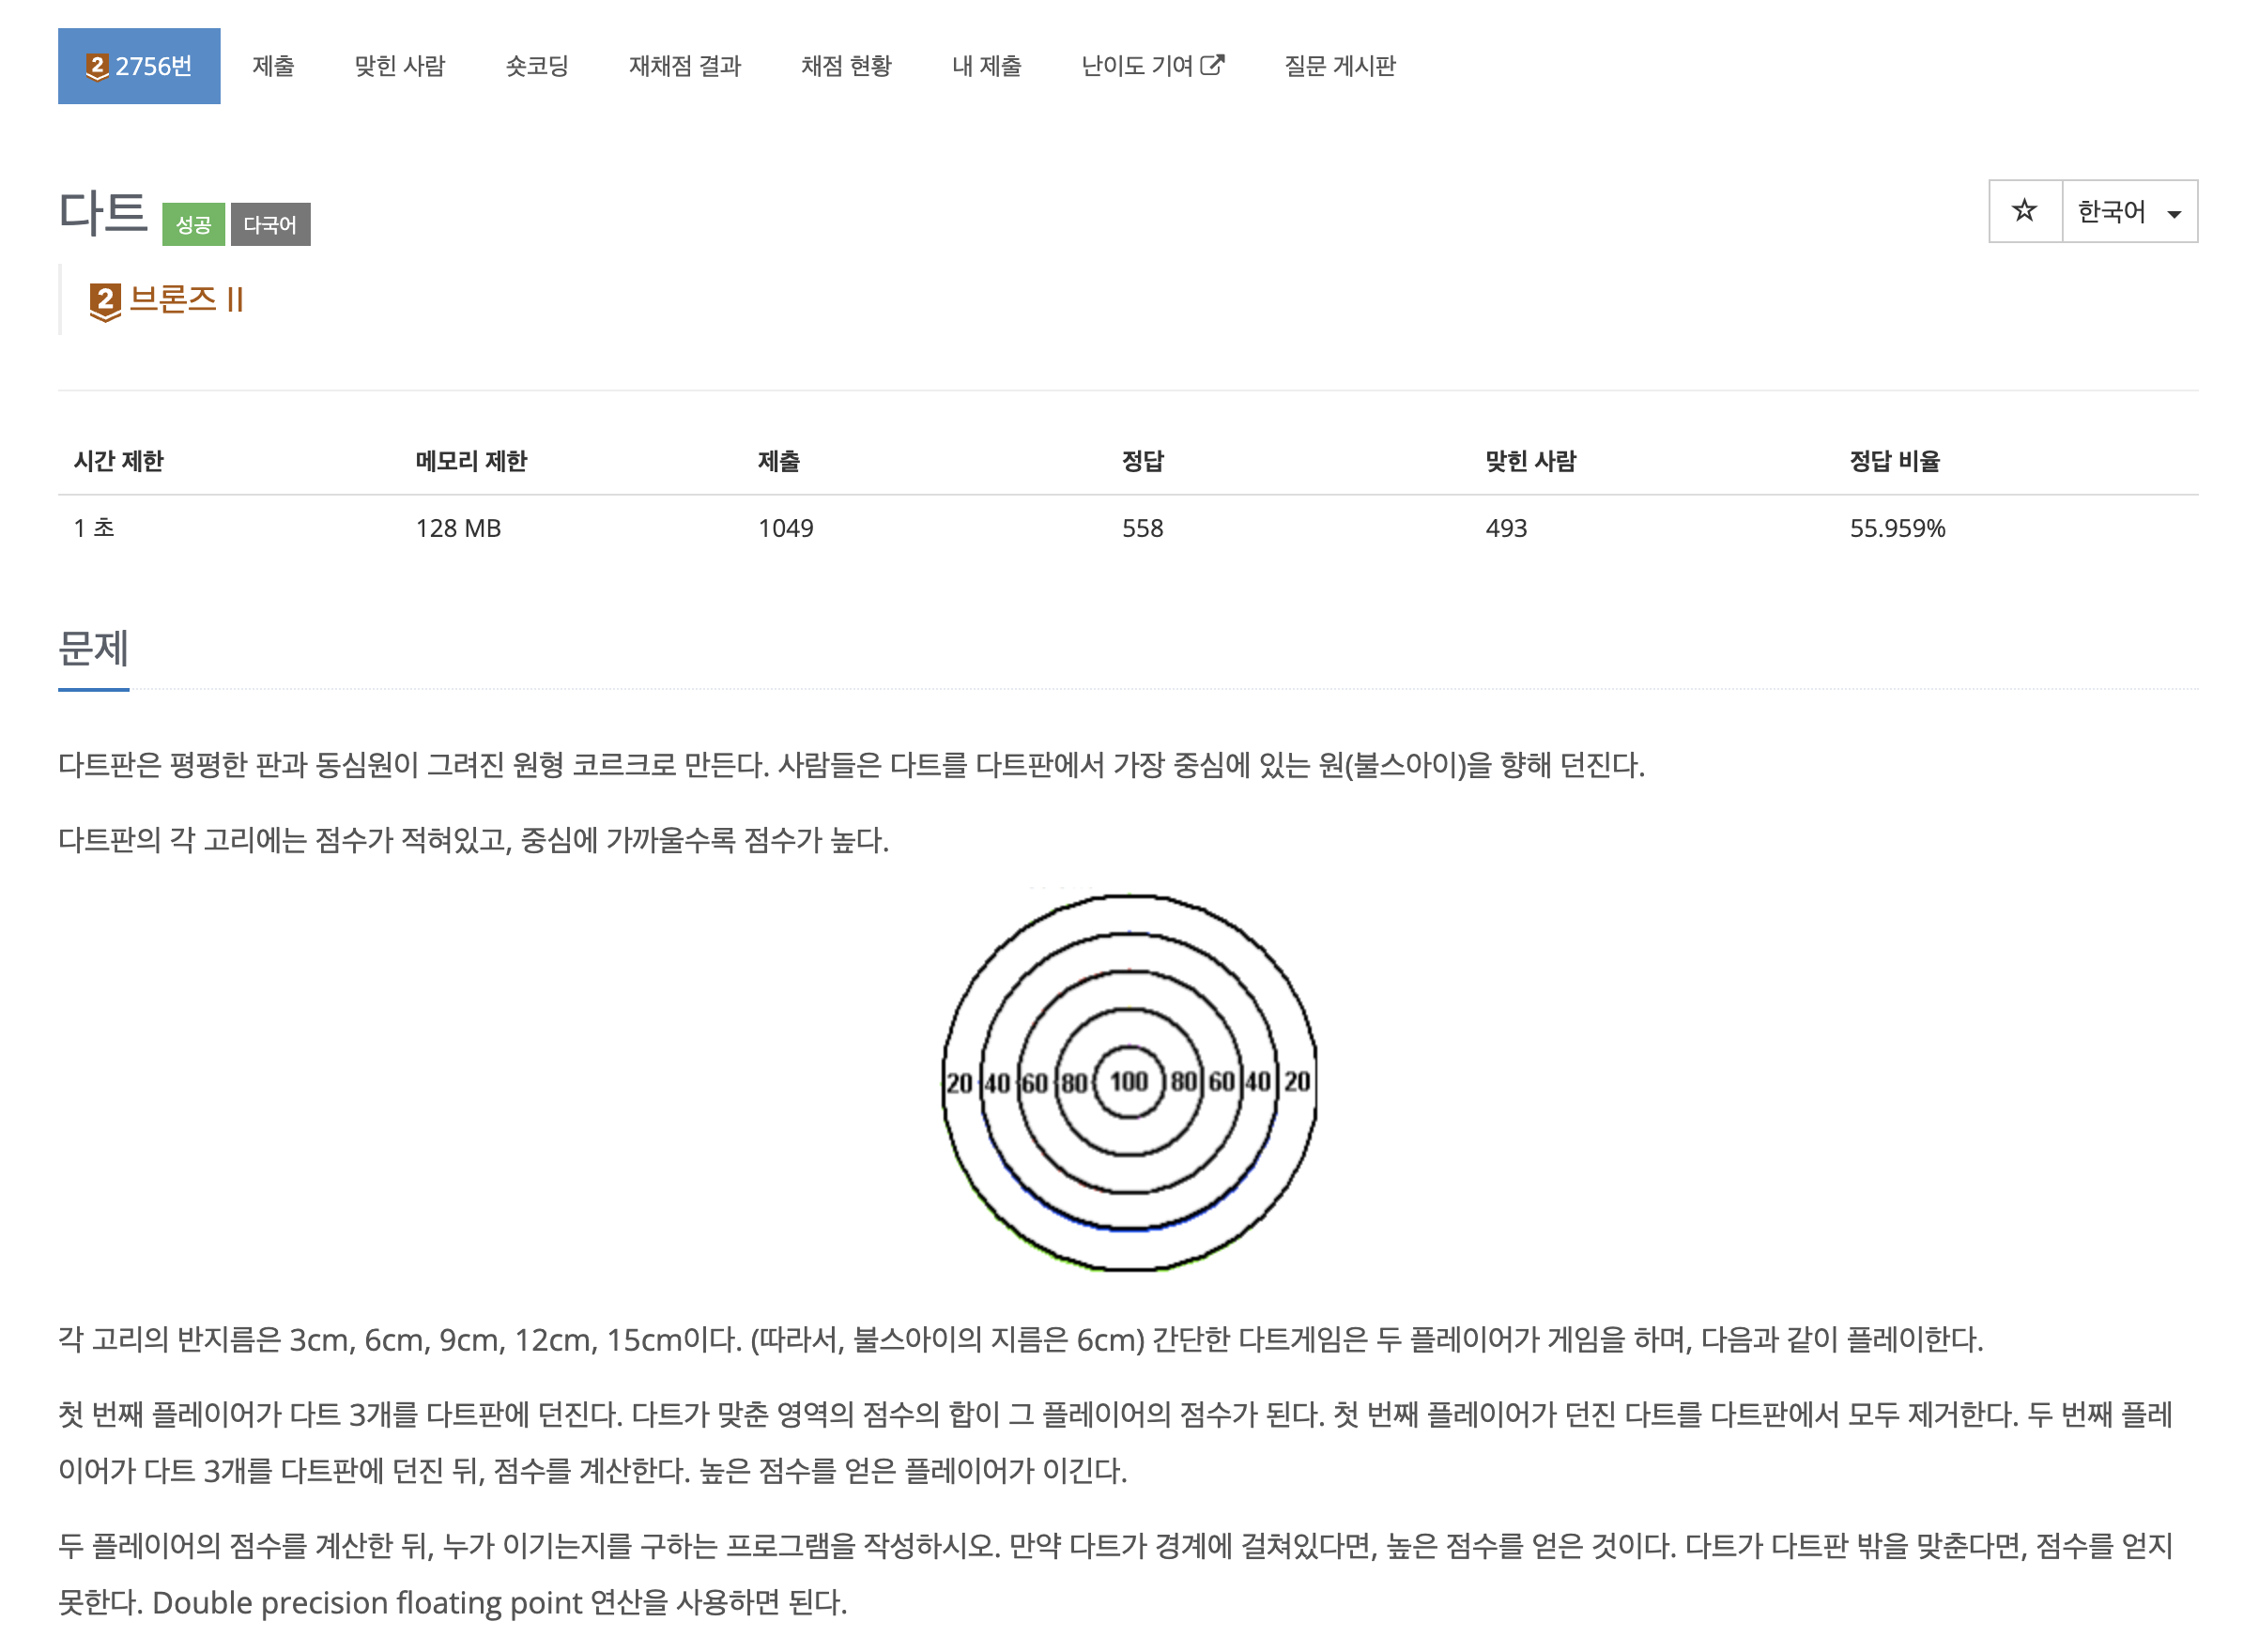 2 2756번 제출 맞힌 사람 숏코딩 재채점 결과 채점 현황 내 제출 난이도 기여 질문 게시판
다트 성공 다국어 ☆ 한국어
2 브론즈 II
시간 제한 메모리 제한 제출 정답 맞힌 사람 정답 비율
1 초 128 MB 1049 558 493 55.959%
문제
다트판은 평평한 판과 동심원이 그려진 원형 코르크로 만든다. 사람들은 다트를 다트판에서 가장 중심에 있는 원(불스아이)을 향해 던진다.
다트판의 각 고리에는 점수가 적혀있고, 중심에 가까울수록 점수가 높다.
20 40 60 80 100 80 60 40 20
각 고리의 반지름은 3cm, 6cm, 9cm, 12cm, 15cm이다. (따라서, 불스아이의 지름은 6cm) 간단한 다트게임은 두 플레이어가 게임을 하며, 다음과 같이 플레이한다.
첫 번째 플레이어가 다트 3개를 다트판에 던진다. 다트가 맞춘 영역의 점수의 합이 그 플레이어의 점수가 된다. 첫 번째 플레이어가 던진 다트를 다트판에서 모두 제거한다. 두 번째 플레
이어가 다트 3개를 다트판에 던진 뒤, 점수를 계산한다. 높은 점수를 얻은 플레이어가 이긴다.
두 플레이어의 점수를 계산한 뒤, 누가 이기는지를 구하는 프로그램을 작성하시오. 만약 다트가 경계에 걸쳐있다면, 높은 점수를 얻은 것이다. 다트가 다트판 밖을 맞춘다면, 점수를 얻지
못한다. Double precision floating point 연산을 사용하면 된다.